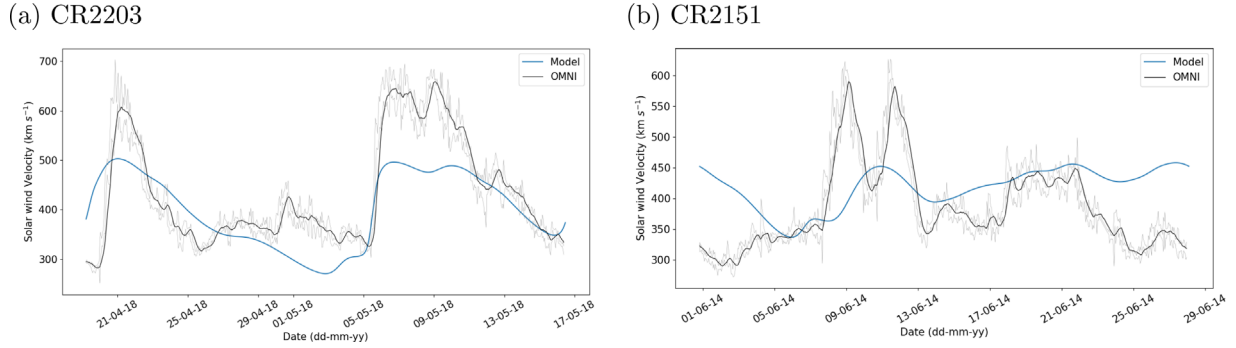 (a) CR2203
(b) CR2151
Solar wind Velocity (km s⁻¹)
700
600
500
400
300
Model
OMNI
21-04-18
25-04-18
29-04-18
01-05-18
05-05-18
09-05-18
13-05-18
17-05-18
Date (dd-mm-yy)
Solar wind Velocity (km s⁻¹)
600
550
500
450
400
350
300
Model
OMNI
01-06-14
05-06-14
09-06-14
13-06-14
17-06-14
21-06-14
25-06-14
29-06-14
Date (dd-mm-yy)